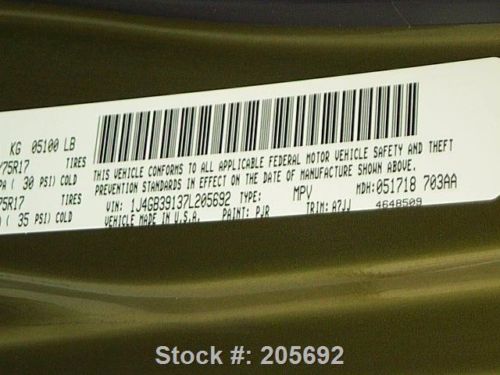 KG 05100 LB
75R17 TIRES
PA ( 30 PSI) COLD
75R17 TIRES
( 35 PSI) COLD
THIS VEHICLE CONFORMS TO ALL APPLICABLE FEDERAL MOTOR VEHICLE SAFETY AND THEFT
PREVENTION STANDARDS IN EFFECT ON THE DATE OF MANUFACTURE SHOWN ABOVE.
VIN: 1J4GB39137L205692 TYPE: MPV MDH: 051718 703AA
VEHICLE MADE IN U.S.A. PAINT: PJR TRIM: A7JJ 4648509
Stock #: 205692